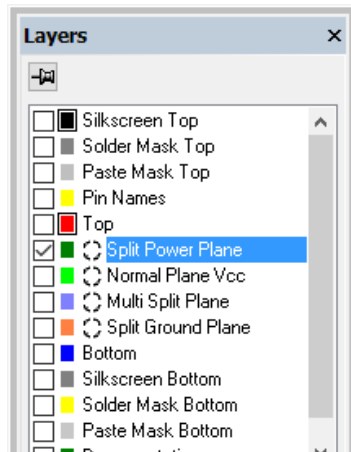 Layers
Silkscreen Top
Solder Mask Top
Paste Mask Top
Pin Names
Top
Split Power Plane
Normal Plane Vcc
Multi Split Plane
Split Ground Plane
Bottom
Silkscreen Bottom
Solder Mask Bottom
Paste Mask Bottom